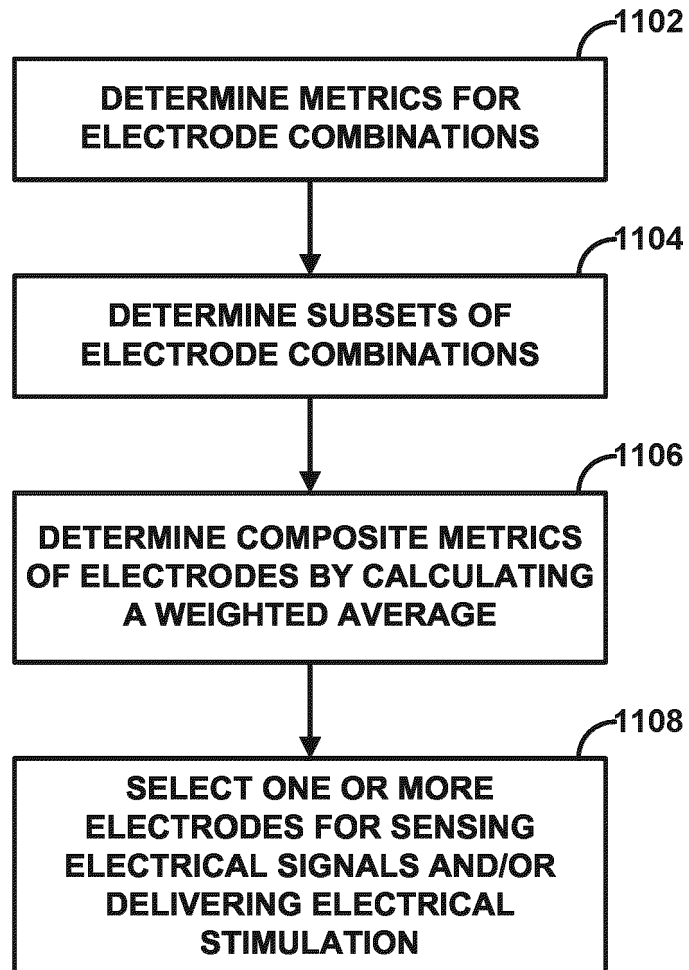 1102
DETERMINE METRICS FOR
ELECTRODE COMBINATIONS
1104
DETERMINE SUBSETS OF
ELECTRODE COMBINATIONS
1106
DETERMINE COMPOSITE METRICS
OF ELECTRODES BY CALCULATING
A WEIGHTED AVERAGE
1108
SELECT ONE OR MORE
ELECTRODES FOR SENSING
ELECTRICAL SIGNALS AND/OR
DELIVERING ELECTRICAL
STIMULATION